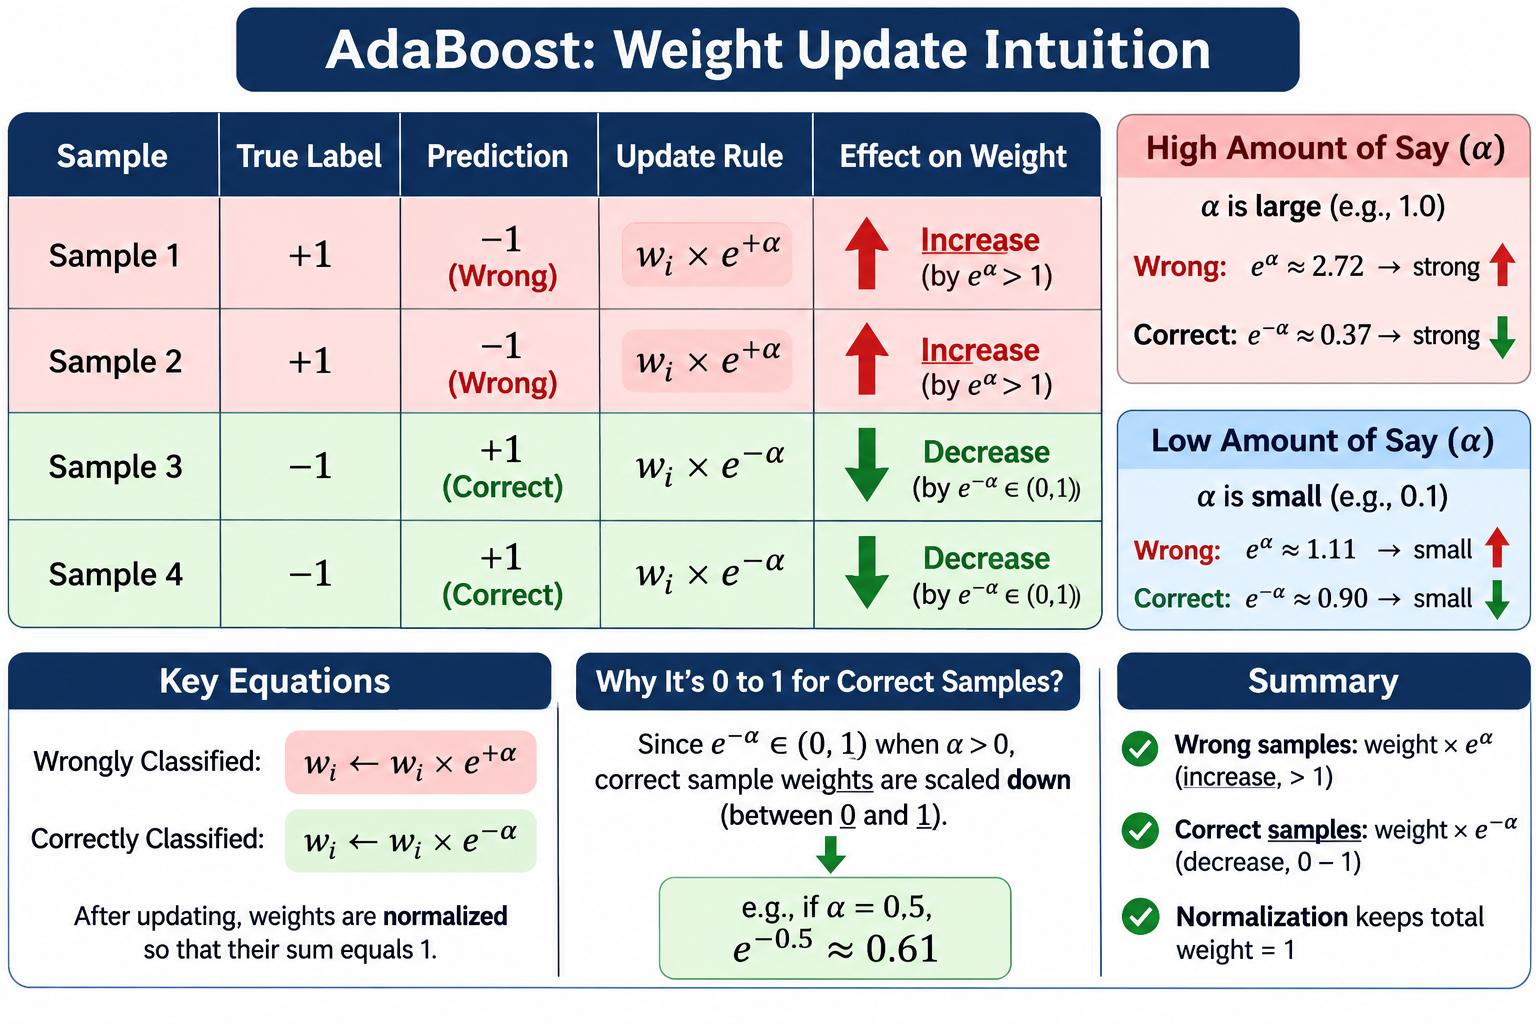 AdaBoost: Weight Update Intuition
Sample True Label Prediction Update Rule Effect on Weight
Sample 1 +1 −1 (Wrong) wᵢ × e⁺ᵅ Increase (by eᵅ > 1)
Sample 2 +1 −1 (Wrong) wᵢ × e⁺ᵅ Increase (by eᵅ > 1)
Sample 3 −1 +1 (Correct) wᵢ × e⁻ᵅ Decrease (by e⁻ᵅ ∈ (0,1))
Sample 4 −1 +1 (Correct) wᵢ × e⁻ᵅ Decrease (by e⁻ᵅ ∈ (0,1))
High Amount of Say (α)
α is large (e.g., 1.0)
Wrong: eᵅ ≈ 2.72 → strong
Correct: e⁻ᵅ ≈ 0.37 → strong
Low Amount of Say (α)
α is small (e.g., 0.1)
Wrong: eᵅ ≈ 1.11 → small
Correct: e⁻ᵅ ≈ 0.90 → small
Key Equations
Wrongly Classified: wᵢ ← wᵢ × e⁺ᵅ
Correctly Classified: wᵢ ← wᵢ × e⁻ᵅ
After updating, weights are normalized
so that their sum equals 1.
Why It's 0 to 1 for Correct Samples?
Since e⁻ᵅ ∈ (0, 1) when α > 0,
correct sample weights are scaled down
(between 0 and 1).
e.g., if α = 0.5,
e⁻⁰·⁵ ≈ 0.61
Summary
Wrong samples: weight × eᵅ
(increase, > 1)
Correct samples: weight × e⁻ᵅ
(decrease, 0 – 1)
Normalization keeps total
weight = 1